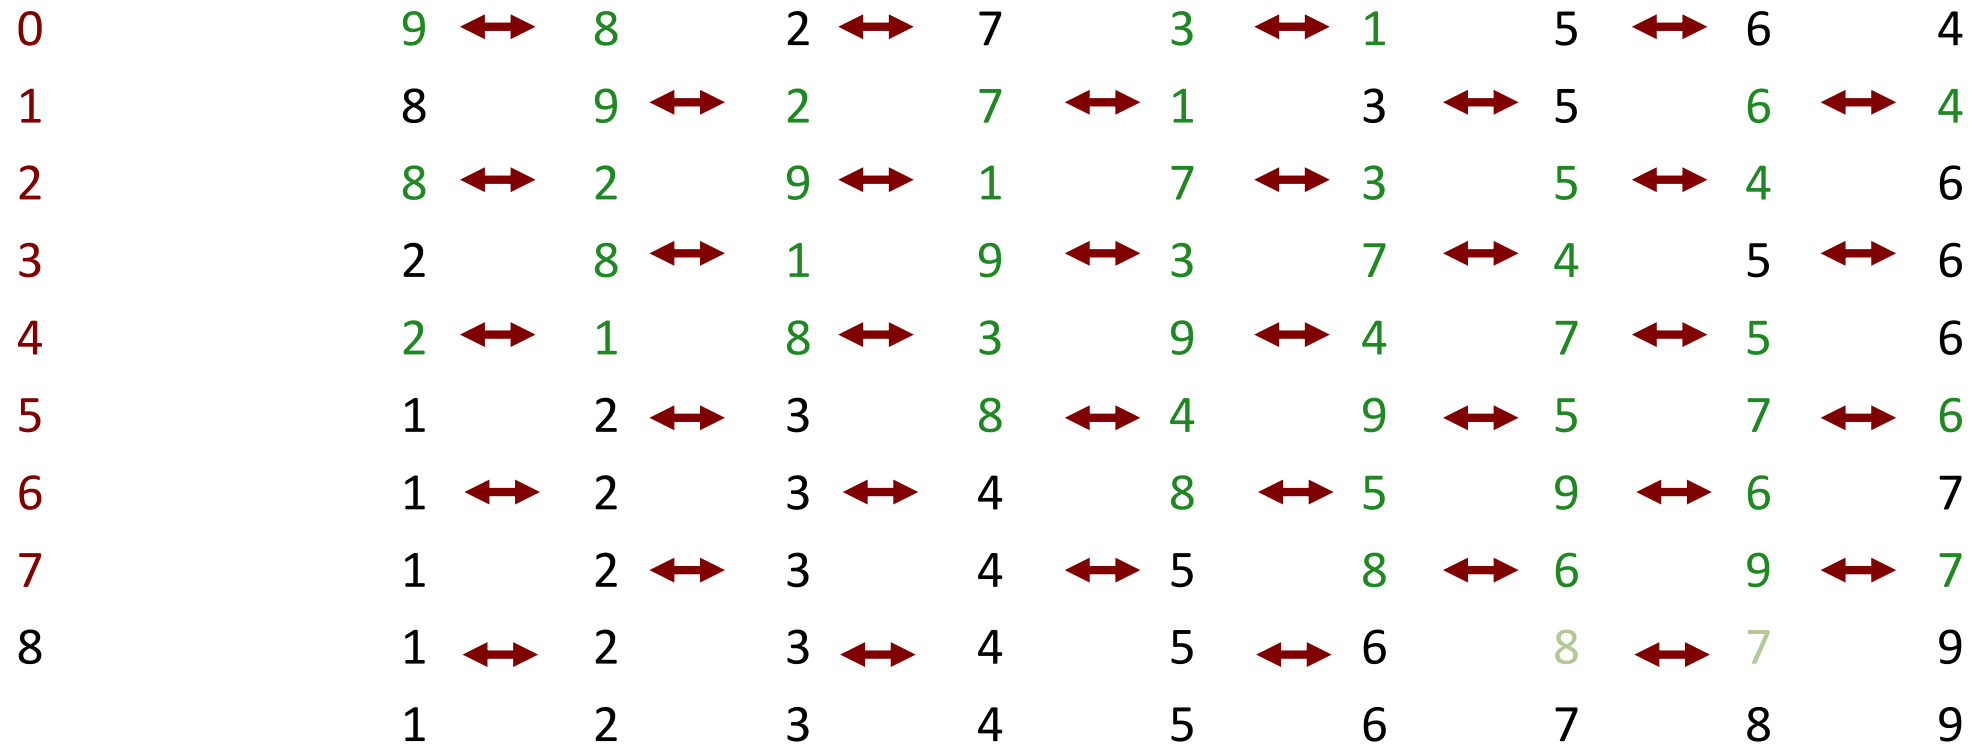 0 9 8 2 7 3 1 5 6 4
1 8 9 2 7 1 3 5 6 4
2 8 2 9 1 7 3 5 4 6
3 2 8 1 9 3 7 4 5 6
4 2 1 8 3 9 4 7 5 6
5 1 2 3 8 4 9 5 7 6
6 1 2 3 4 8 5 9 6 7
7 1 2 3 4 5 8 6 9 7
8 1 2 3 4 5 6 8 7 9
1 2 3 4 5 6 7 8 9